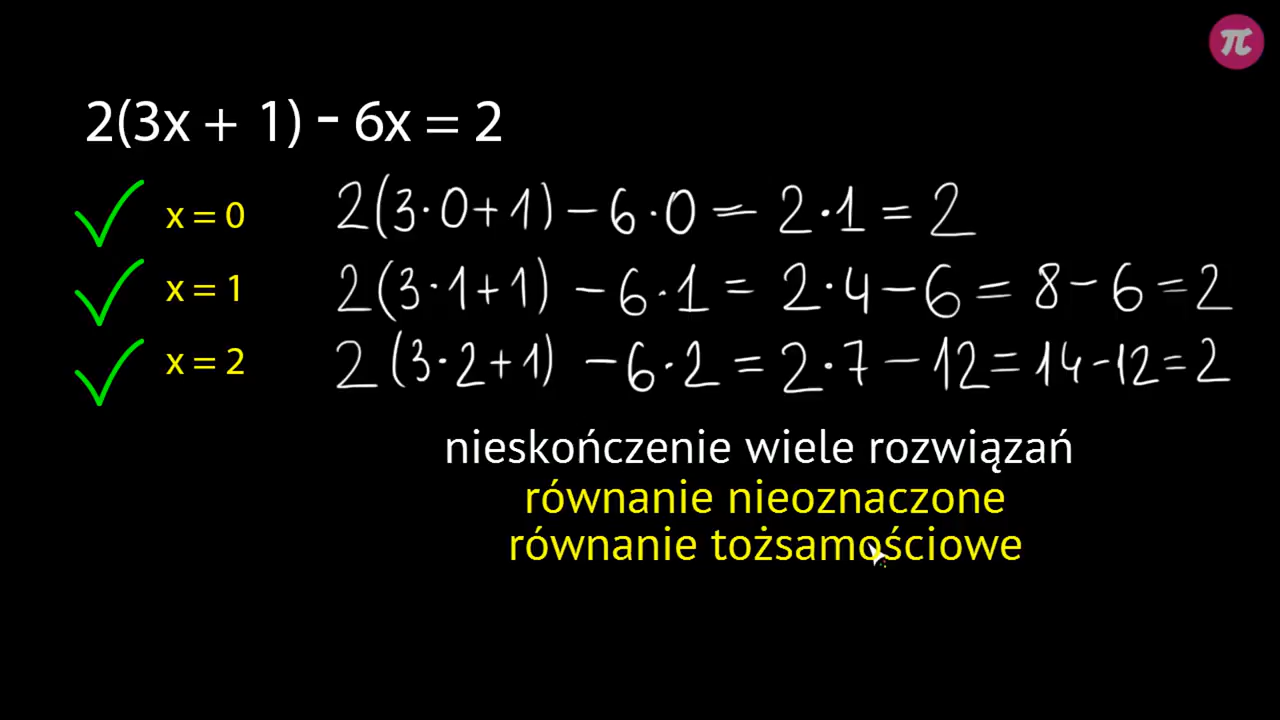 π
2(3x + 1) - 6x = 2
x = 0 2(3·0+1) – 6·0 = 2·1 = 2
x = 1 2(3·1+1) – 6·1 = 2·4 – 6 = 8 – 6 = 2
x = 2 2(3·2+1) – 6·2 = 2·7 – 12 = 14 – 12 = 2
nieskończenie wiele rozwiązań
równanie nieoznaczone
równanie tożsamościowe